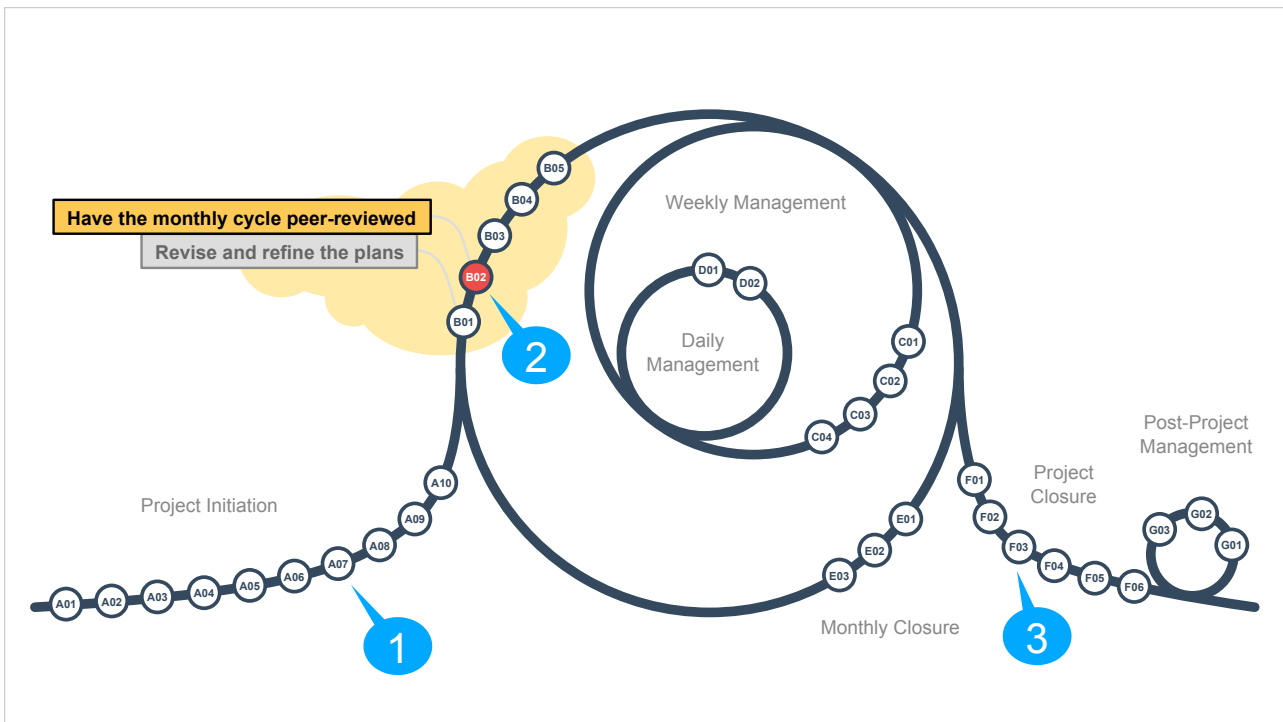 B05
B04
Weekly Management
Have the monthly cycle peer-reviewed
B03
Revise and refine the plans
B02
D01
D02
B01
Daily
Management
C01
2
C02
C03
C04
Post-Project
Management
A10
F01
Project
Closure
Project Initiation
A09
E01
F02
G02
G03
G01
A08
E02
F03
A07
F04
A06
E03
F05
A05
F06
A04
A03
A02
A01
Monthly Closure
1
3